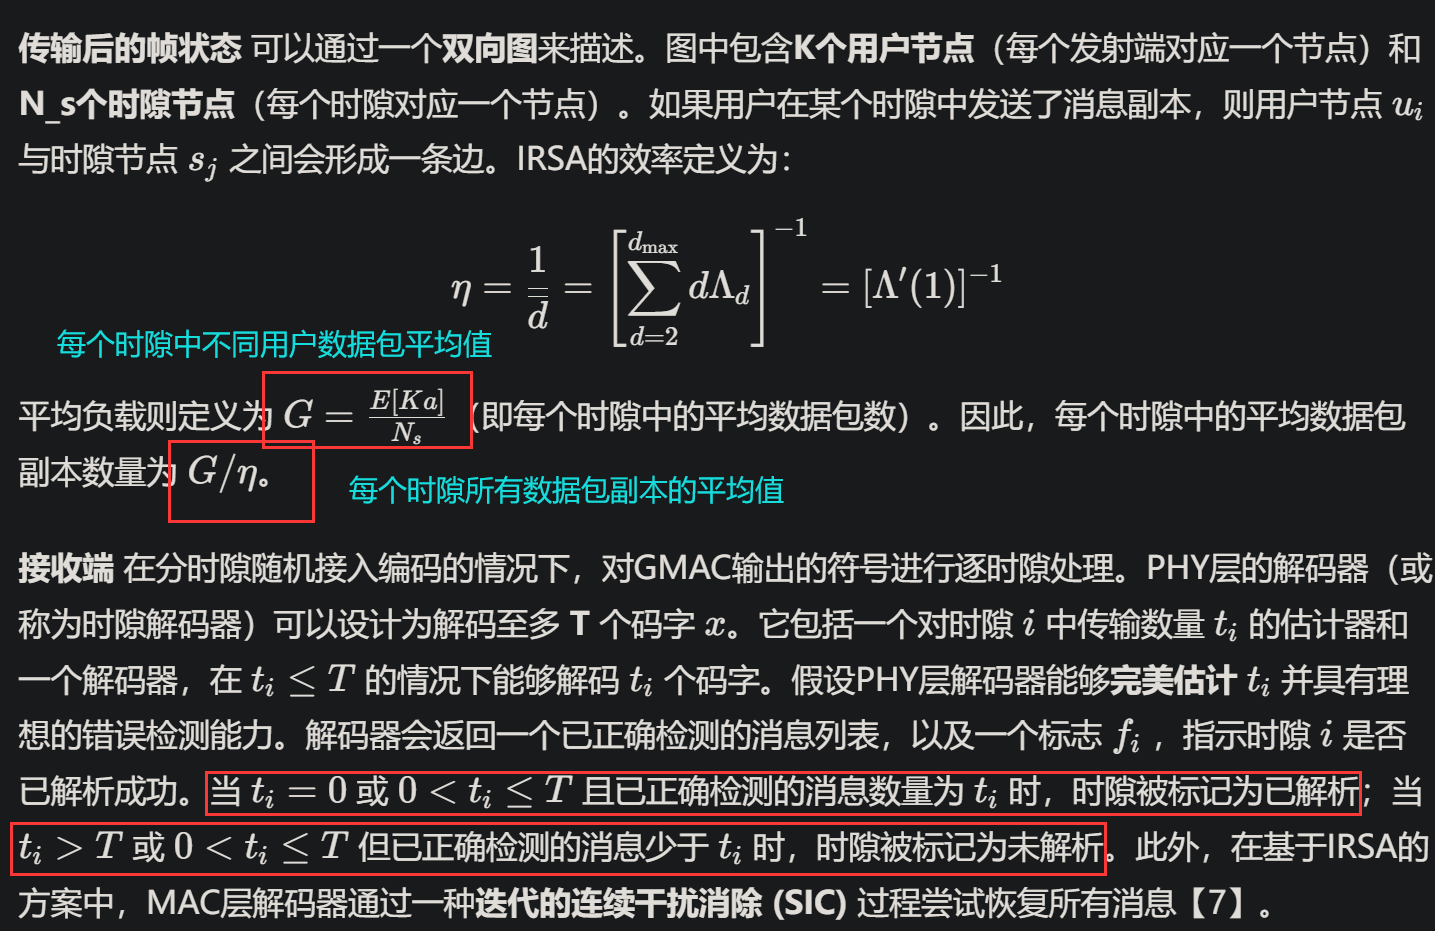 传输后的帧状态 可以通过一个双向图来描述。图中包含K个用户节点（每个发射端对应一个节点）和
N_s个时隙节点（每个时隙对应一个节点）。如果用户在某个时隙中发送了消息副本，则用户节点 u_i
与时隙节点 s_j 之间会形成一条边。IRSA的效率定义为：
η = 1/d̅ = [∑_{d=2}^{d_max} dΛ_d]^{-1} = [Λ′(1)]^{-1}
每个时隙中不同用户数据包平均值
平均负载则定义为 G = E[Ka]/N_s（即每个时隙中的平均数据包数）。因此，每个时隙中的平均数据包
副本数量为 G/η。
每个时隙所有数据包副本的平均值
接收端 在分时隙随机接入编码的情况下，对GMAC输出的符号进行逐时隙处理。PHY层的解码器（或
称为时隙解码器）可以设计为解码至多 T 个码字 x。它包括一个对时隙 i 中传输数量 t_i 的估计器和
一个解码器，在 t_i ≤ T 的情况下能够解码 t_i 个码字。假设PHY层解码器能够完美估计 t_i 并具有理
想的错误检测能力。解码器会返回一个已正确检测的消息列表，以及一个标志 f_i ，指示时隙 i 是否
已解析成功。当 t_i = 0 或 0 < t_i ≤ T 且已正确检测的消息数量为 t_i 时，时隙被标记为已解析；当
t_i > T 或 0 < t_i ≤ T 但已正确检测的消息少于 t_i 时，时隙被标记为未解析。此外，在基于IRSA的
方案中，MAC层解码器通过一种迭代的连续干扰消除 (SIC) 过程尝试恢复所有消息【7】。